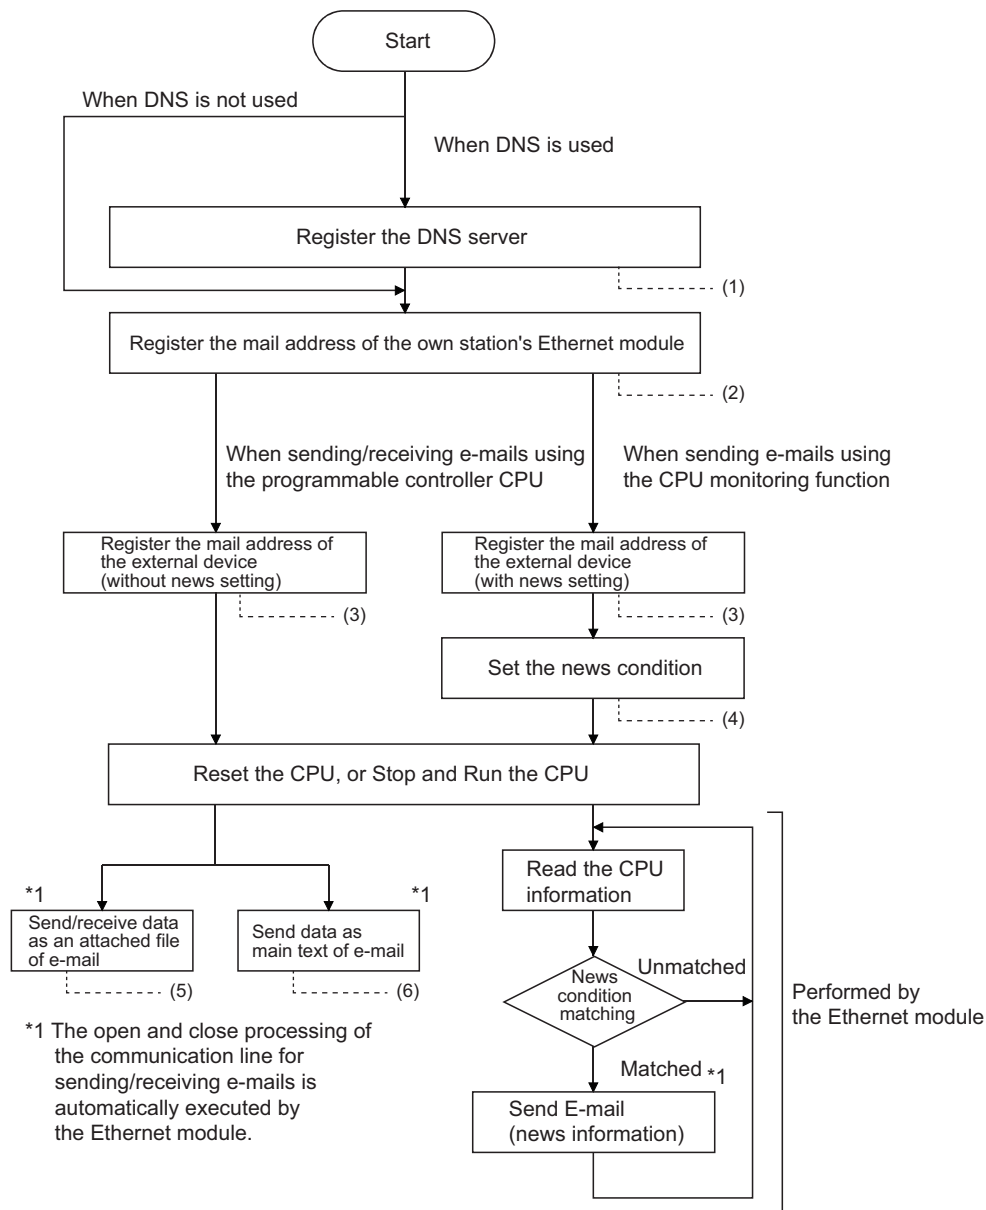 Start
When DNS is not used
When DNS is used
Register the DNS server
(1)
Register the mail address of the own station's Ethernet module
(2)
When sending/receiving e-mails using
the programmable controller CPU
When sending e-mails using
the CPU monitoring function
Register the mail address of
the external device
(without news setting)
(3)
Register the mail address of
the external device
(with news setting)
(3)
Set the news condition
(4)
Reset the CPU, or Stop and Run the CPU
*1
Send/receive data
as an attached file
of e-mail
(5)
*1
Send data as
main text of e-mail
(6)
Read the CPU
information
News
condition
matching
Unmatched
Matched
*1
Send E-mail
(news information)
Performed by
the Ethernet module
*1 The open and close processing of
the communication line for
sending/receiving e-mails is
automatically executed by
the Ethernet module.